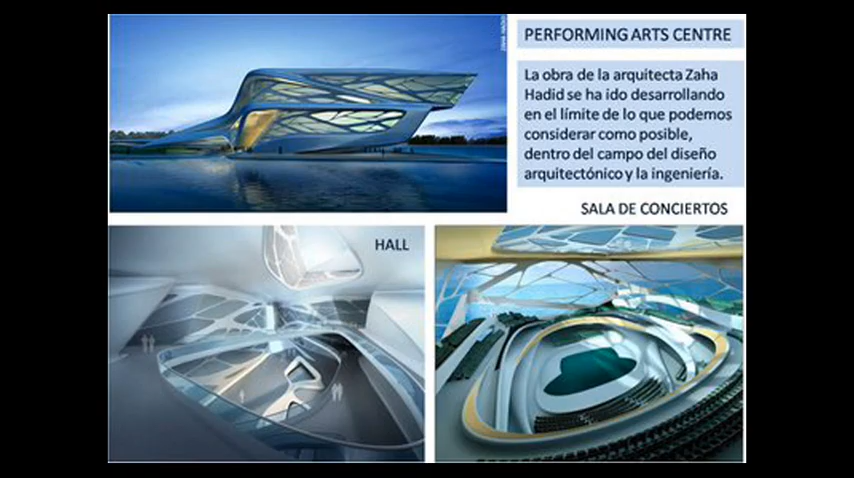 PERFORMING ARTS CENTRE
La obra de la arquitecta Zaha
Hadid se ha ido desarrollando
en el límite de lo que podemos
considerar como posible,
dentro del campo del diseño
arquitectónico y la ingeniería.
SALA DE CONCIERTOS
HALL